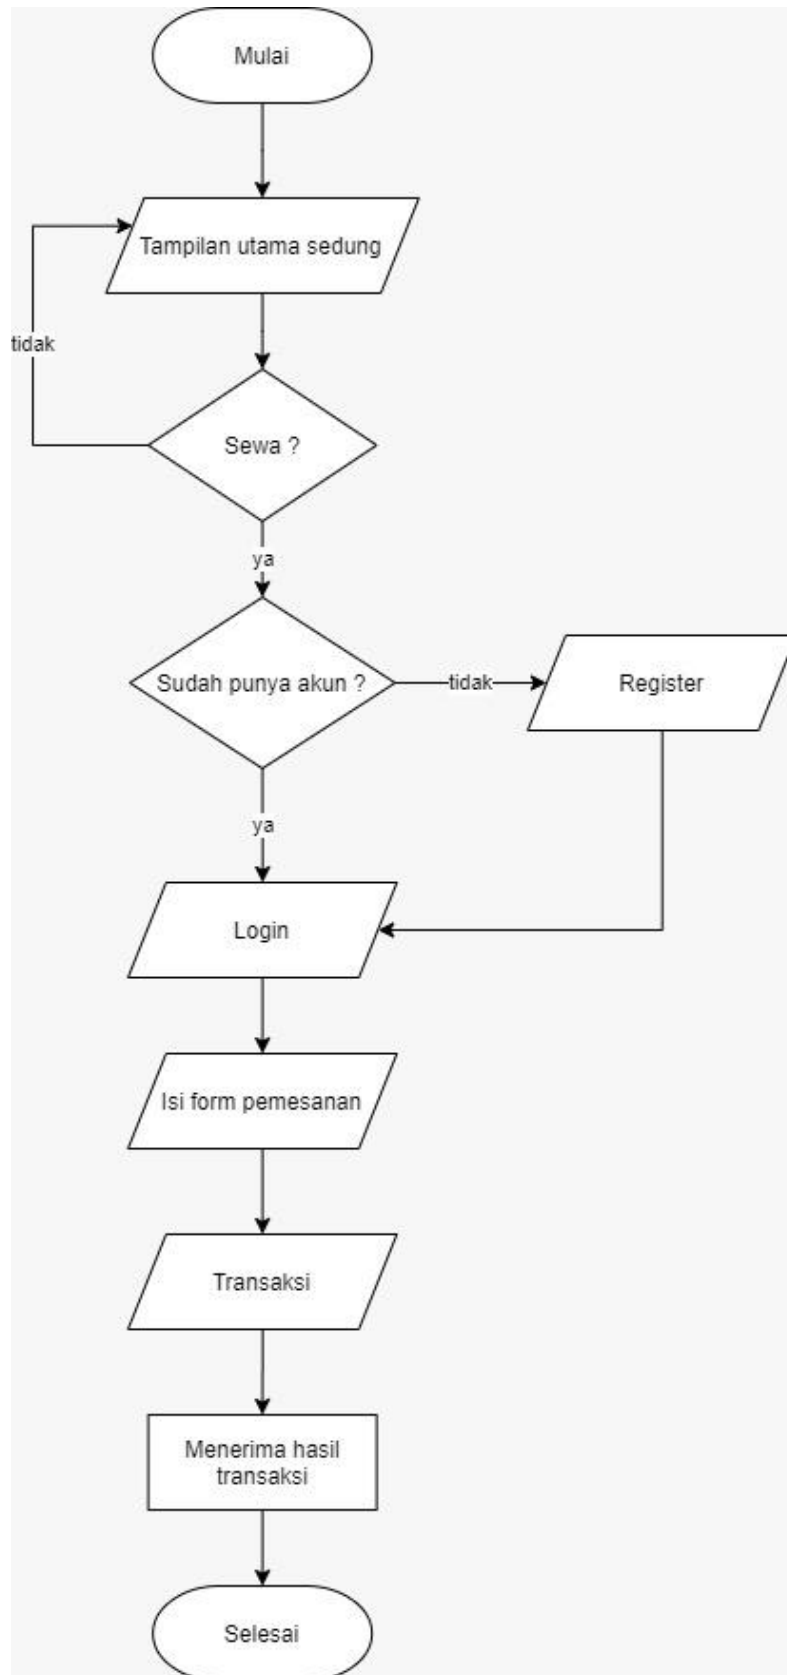 Mulai
Tampilan utama sedung
tidak
Sewa ?
ya
Sudah punya akun ?
tidak
Register
ya
Login
Isi form pemesanan
Transaksi
Menerima hasil
transaksi
Selesai